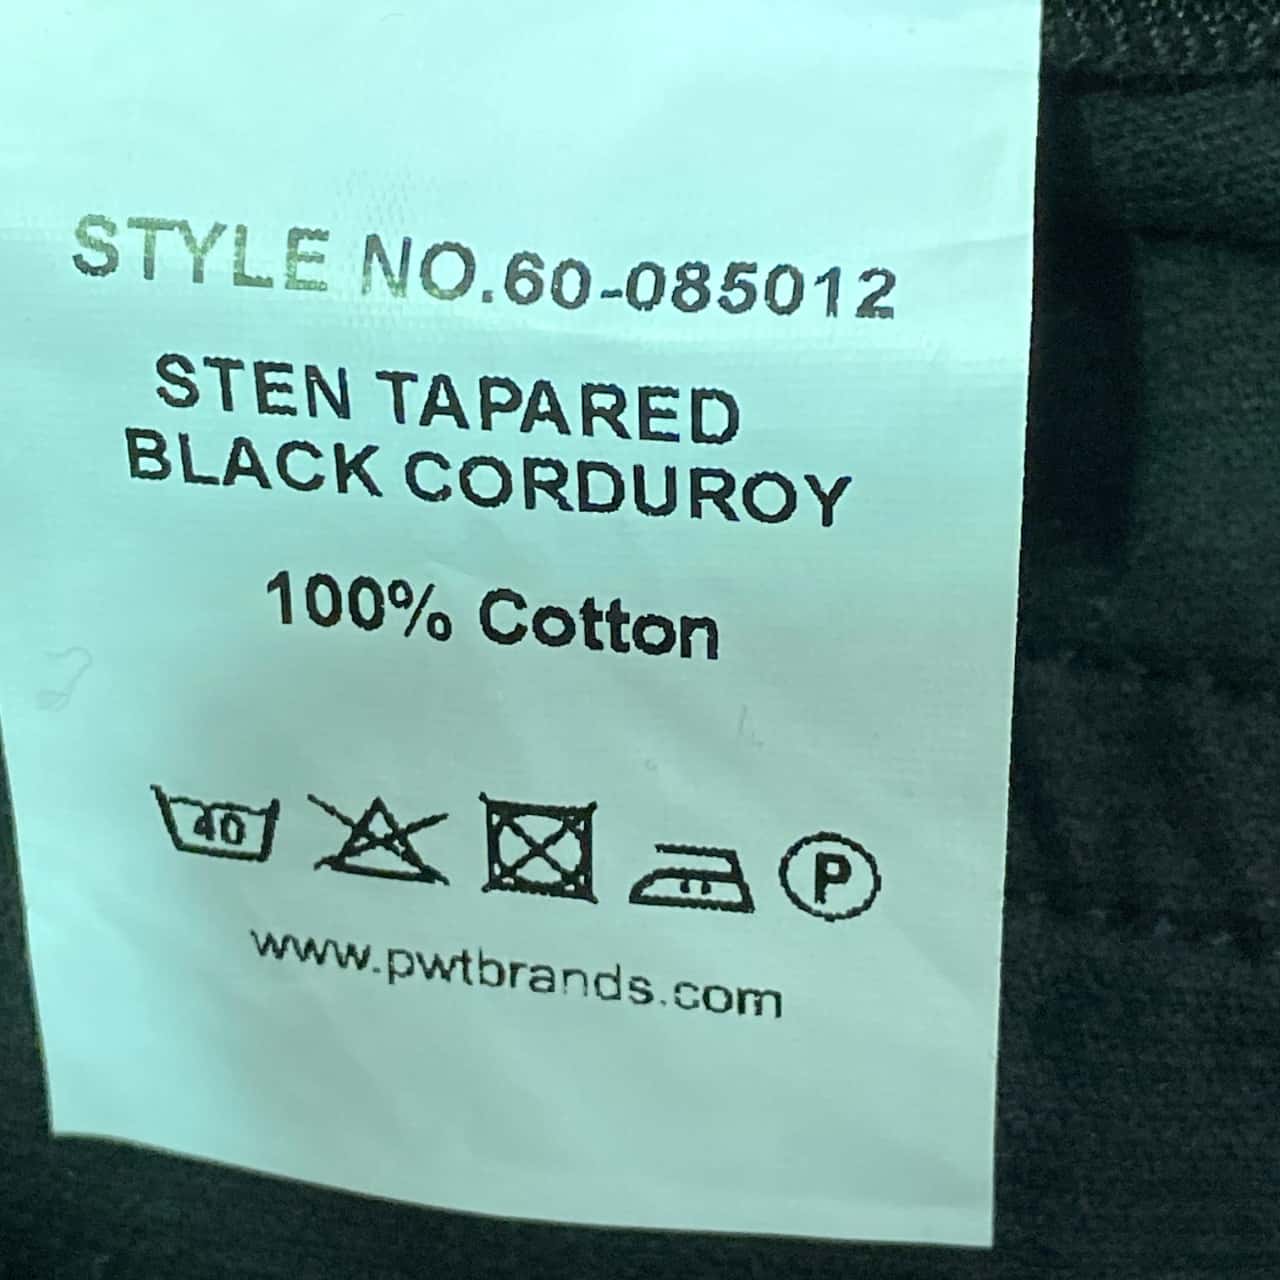 STYLE NO.60-085012
STEN TAPARED
BLACK CORDUROY
100% Cotton
40 P
www.pwtbrands.com